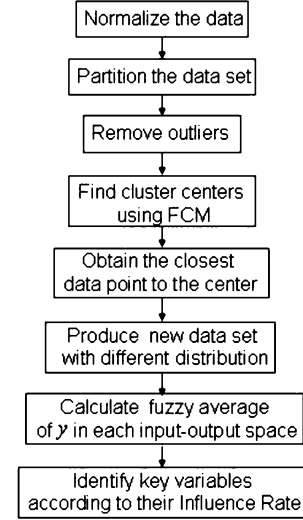 Normalize the data
Partition the data set
Remove outliers
Find cluster centers
using FCM
Obtain the closest
data point to the center
Produce new data set
with different distribution
Calculate fuzzy average
of y in each input-output space
Identify key variables
according to their Influence Rate